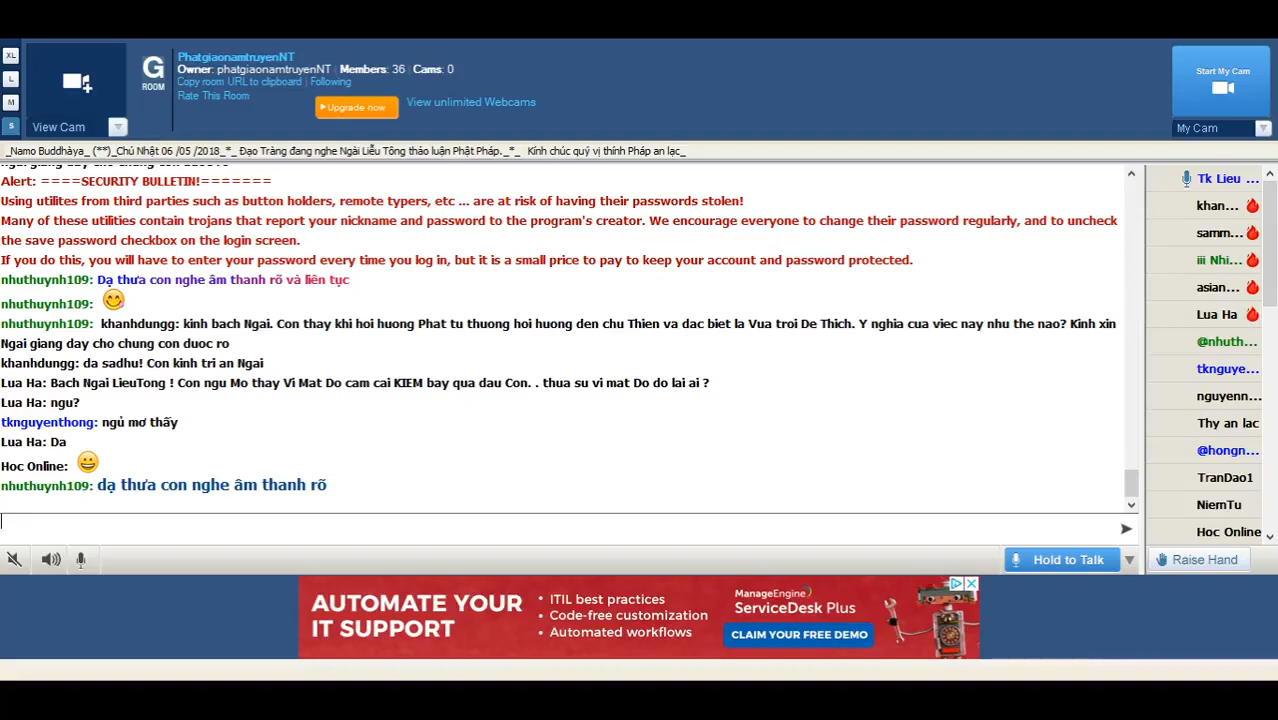 XL
L
M
S
View Cam
G
ROOM
PhatgiaonamtruyenNT
Owner: phatgiaonamtruyenNT Members: 36 Cams: 0
Copy room URL to clipboard | Following
Rate This Room
Upgrade now
View unlimited Webcams
Start My Cam
My Cam
_Namo Buddhàya_ (**)_Chú Nhật 06 /05 /2018_*_ Đạo Tràng đang nghe Ngài Liễu Tông thảo luận Phật Pháp._*_ Kính chúc quý vị thính Pháp an lạc_
Alert: ====SECURITY BULLETIN!=======
Using utilites from third parties such as button holders, remote typers, etc ... are at risk of having their passwords stolen!
Many of these utilities contain trojans that report your nickname and password to the program's creator. We encourage everyone to change their password regularly, and to uncheck
the save password checkbox on the login screen.
If you do this, you will have to enter your password every time you log in, but it is a small price to pay to keep your account and password protected.
nhuthuynh109: Dạ thưa con nghe âm thanh rõ và liên tục
nhuthuynh109:
nhuthuynh109: khanhdungg: kinh bach Ngai. Con thay khi hoi huong Phat tu thuong hoi huong den chu Thien va dac biet la Vua troi De Thich. Y nghia cua viec nay nhu the nao? Kinh xin
Ngai giang day cho chung con duoc ro
khanhdungg: da sadhu! Con kinh tri an Ngai
Lua Ha: Bach Ngai LieuTong ! Con ngu Mo thay Vi Mat Do cam cai KIEM bay qua dau Con. . thua su vi mat Do do lai ai ?
Lua Ha: ngu?
tknguyenthong: ngủ mơ thấy
Lua Ha: Da
Hoc Online:
nhuthuynh109: dạ thưa con nghe âm thanh rõ
Tk Lieu ...
khan...
samm...
iii Nhi...
asian...
Lua Ha
@nhuth...
tknguye...
nguyenn...
Thy an lac
@hongn...
TranDao1
NiemTu
Hoc Online
Hold to Talk
Raise Hand
AUTOMATE YOUR
IT SUPPORT
• ITIL best practices
• Code-free customization
• Automated workflows
ManageEngine
ServiceDesk Plus
CLAIM YOUR FREE DEMO